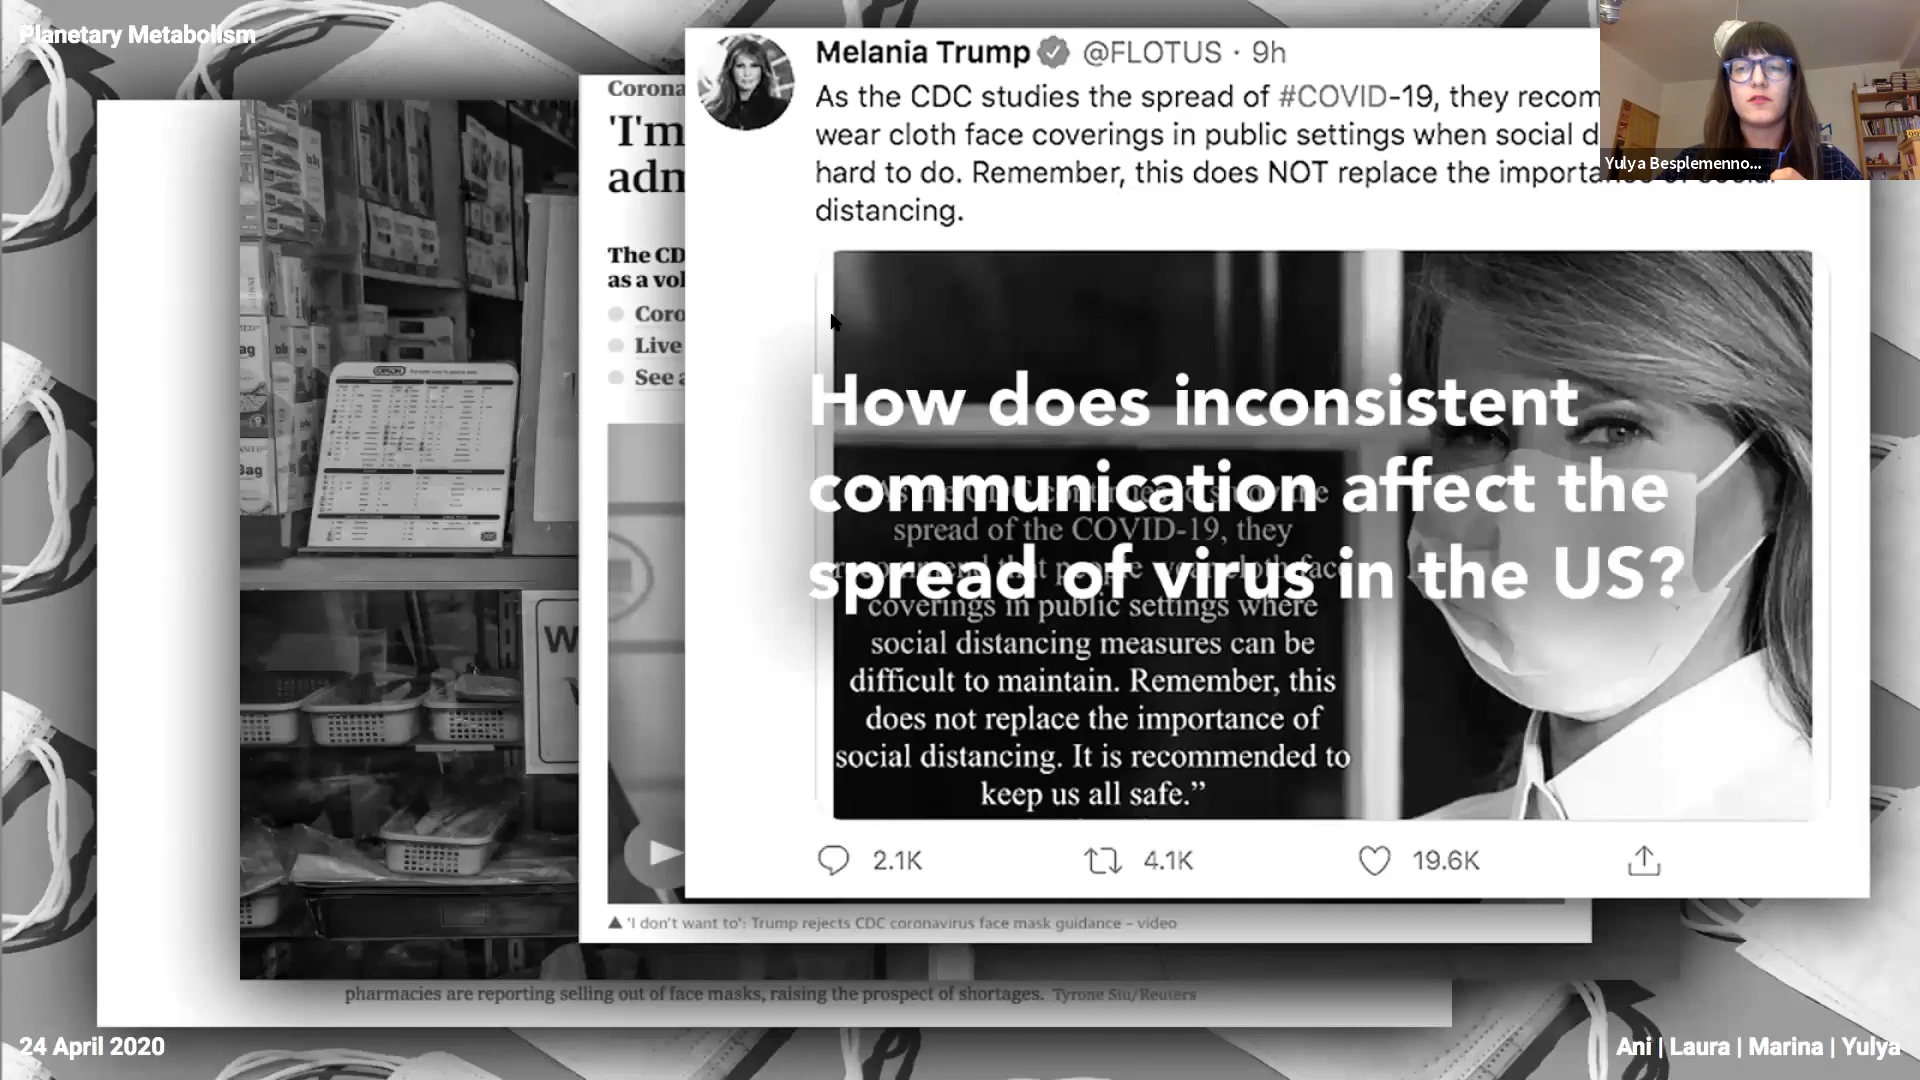 Planetary Metabolism
Melania Trump @FLOTUS · 9h
As the CDC studies the spread of #COVID-19, they recom
wear cloth face coverings in public settings when social d
hard to do. Remember, this does NOT replace the importance of social
distancing.
Yulya Besplemenno...
Corona
'I'm
adm
The CD
as a vol
Coro
Live
See a
How does inconsistent
communication affect the
spread of virus in the US?
spread of the COVID-19, they
coverings in public settings where
social distancing measures can be
difficult to maintain. Remember, this
does not replace the importance of
social distancing. It is recommended to
keep us all safe.”
2.1K 4.1K 19.6K
▲ 'I don't want to': Trump rejects CDC coronavirus face mask guidance – video
pharmacies are reporting selling out of face masks, raising the prospect of shortages. Tyrone Siu/Reuters
24 April 2020
Ani | Laura | Marina | Yulya